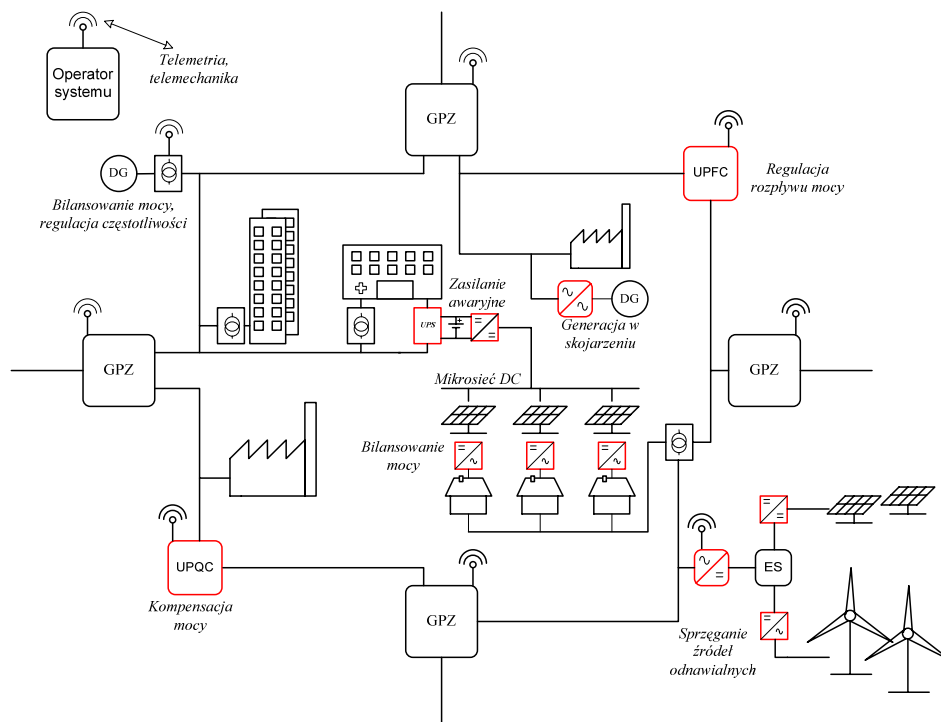 Operator
systemu
Telemetria,
telemechanika
GPZ
DG
Bilansowanie mocy,
regulacja częstotliwości
UPFC
Regulacja
rozpływu mocy
Zasilanie
awaryjne
UPS
+
DG
Generacja w
skojarzeniu
GPZ
GPZ
Mikrosieć DC
Bilansowanie
mocy
UPQC
Kompensacja
mocy
GPZ
ES
Sprzęganie
źródeł
odnawialnych